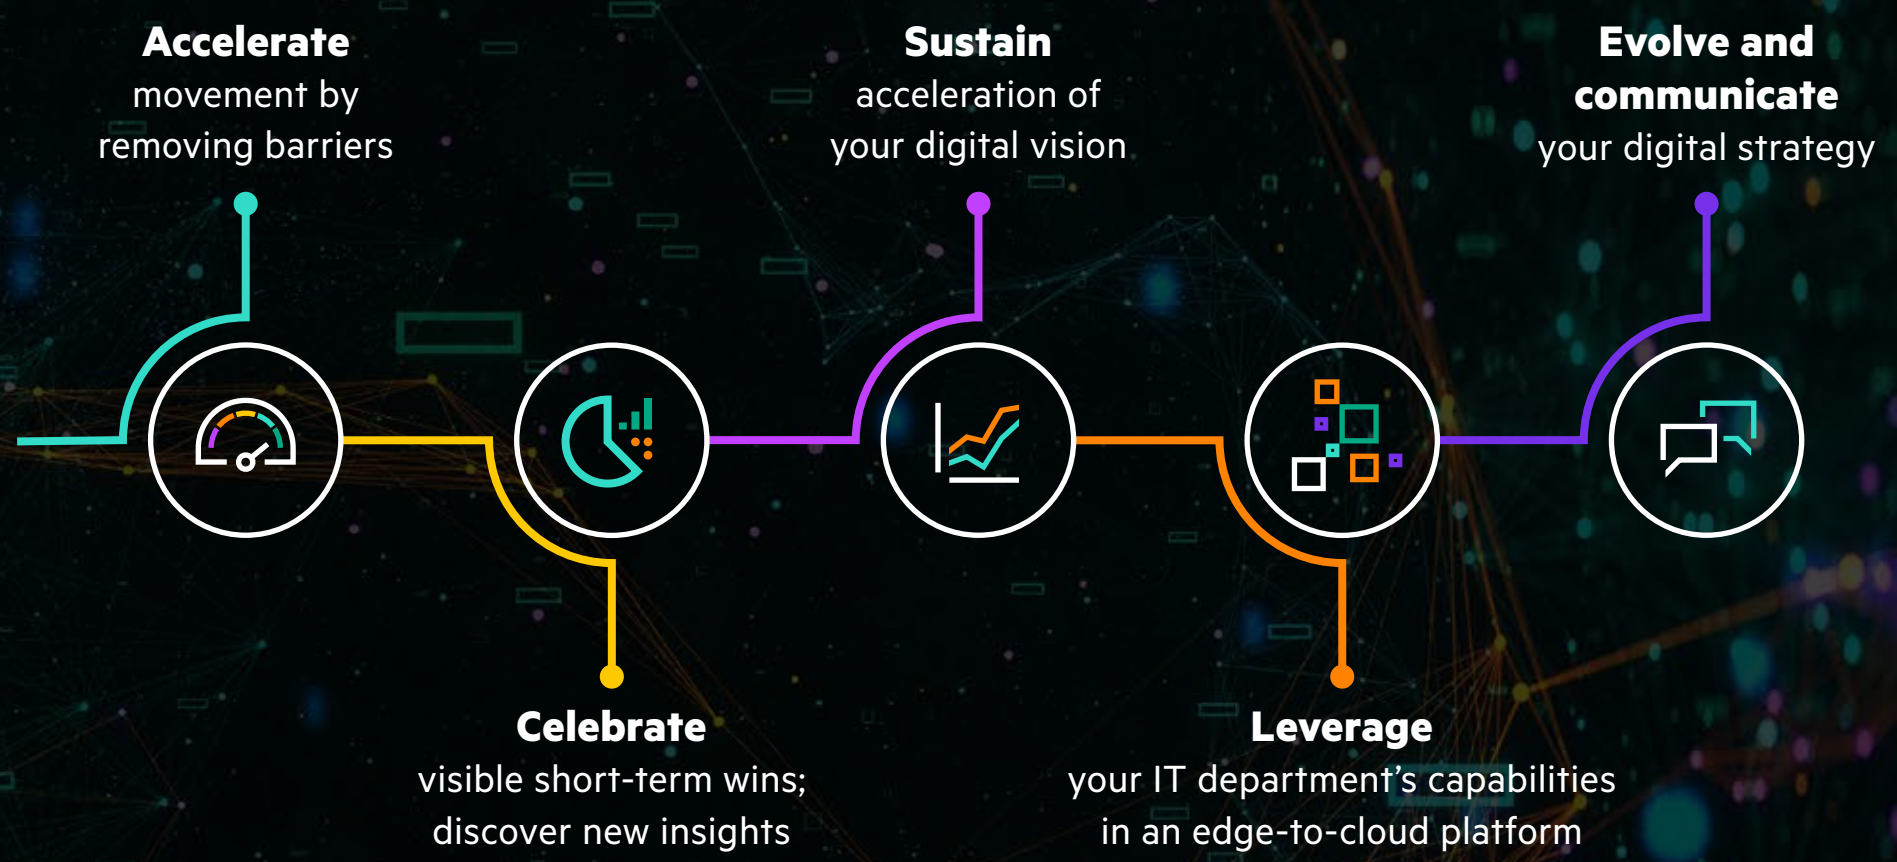 Accelerate
movement by
removing barriers
Celebrate
visible short-term wins;
discover new insights
Sustain
acceleration of
your digital vision
Leverage
your IT department’s capabilities
in an edge-to-cloud platform
Evolve and
communicate
your digital strategy